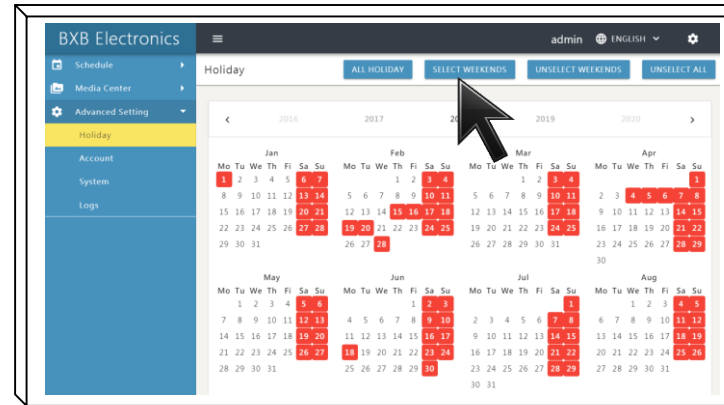 BXB Electronics
admin ENGLISH
Schedule
Media Center
Advanced Setting
Holiday
Account
System
Logs
Holiday ALL HOLIDAY SELECT WEEKENDS UNSELECT WEEKENDS UNSELECT ALL
2016 2017 2019 2020
Jan Feb Mar Apr
Mo Tu We Th Fi Sa Su Mo Tu We Th Fi Sa Su Mo Tu We Th Fi Sa Su Mo Tu We Th Fi Sa Su
1 2 3 4 5 6 7 1 2 3 4 1 2 3 4 1
8 9 10 11 12 13 14 5 6 7 8 9 10 11 5 6 7 8 9 10 11 2 3 4 5 6 7 8
15 16 17 18 19 20 21 12 13 14 15 16 17 18 12 13 14 15 16 17 18 9 10 11 12 13 14 15
22 23 24 25 26 27 28 19 20 21 22 23 24 25 19 20 21 22 23 24 25 16 17 18 19 20 21 22
29 30 31 26 27 28 26 27 28 29 30 31 23 24 25 26 27 28 29
30
May Jun Jul Aug
Mo Tu We Th Fi Sa Su Mo Tu We Th Fi Sa Su Mo Tu We Th Fi Sa Su Mo Tu We Th Fi Sa Su
1 2 3 4 5 6 1 2 3 1 1 2 3 4 5
7 8 9 10 11 12 13 4 5 6 7 8 9 10 2 3 4 5 6 7 8 6 7 8 9 10 11 12
14 15 16 17 18 19 20 11 12 13 14 15 16 17 9 10 11 12 13 14 15 13 14 15 16 17 18 19
21 22 23 24 25 26 27 18 19 20 21 22 23 24 16 17 18 19 20 21 22 20 21 22 23 24 25 26
28 29 30 31 25 26 27 28 29 30 23 24 25 26 27 28 29 27 28 29 30 31
30 31